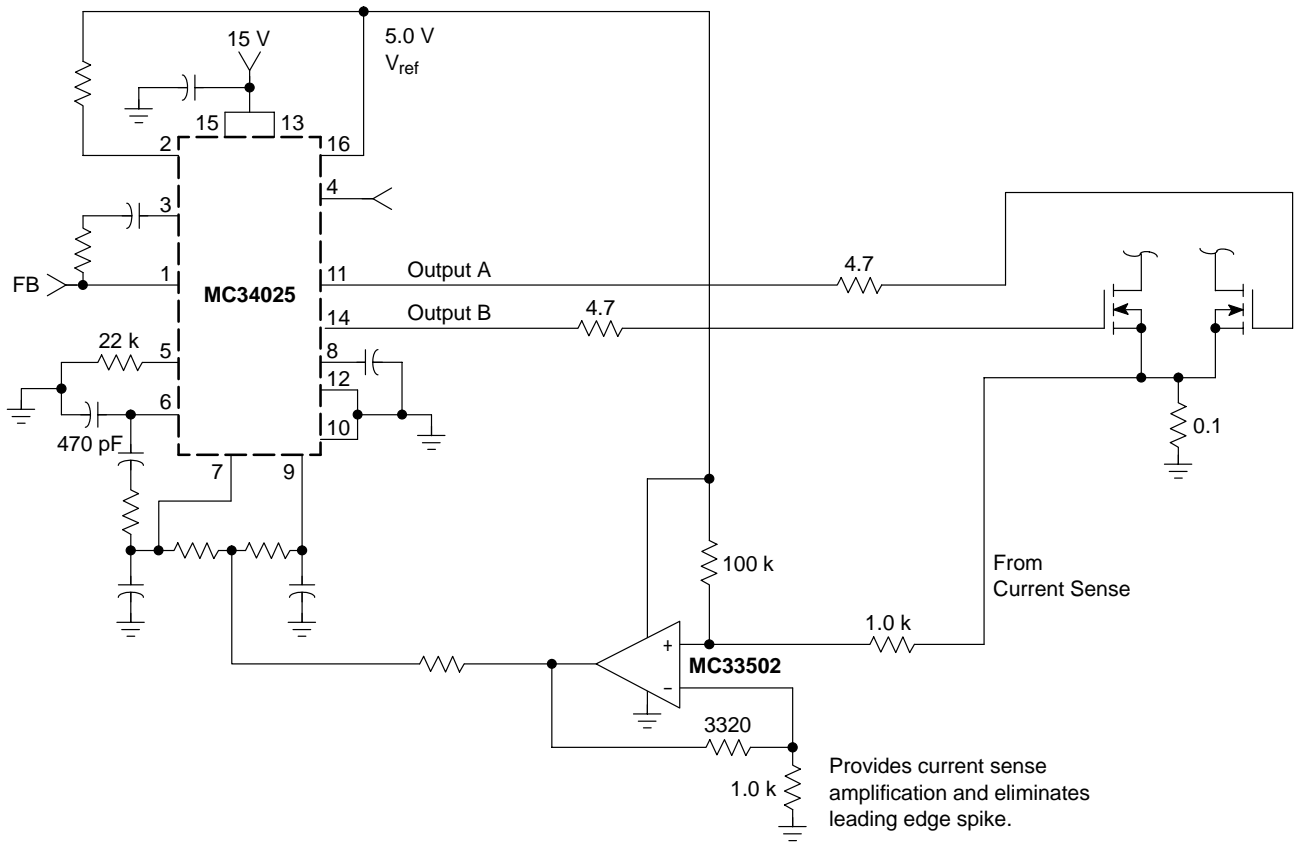 15 V
5.0 V
Vref
15
13
2
16
4
3
FB
1
MC34025
11
Output A
4.7
14
Output B
4.7
22 k
5
8
12
6
10
470 pF
7
9
0.1
100 k
From
Current Sense
1.0 k
+
MC33502
−
3320
1.0 k
Provides current sense
amplification and eliminates
leading edge spike.